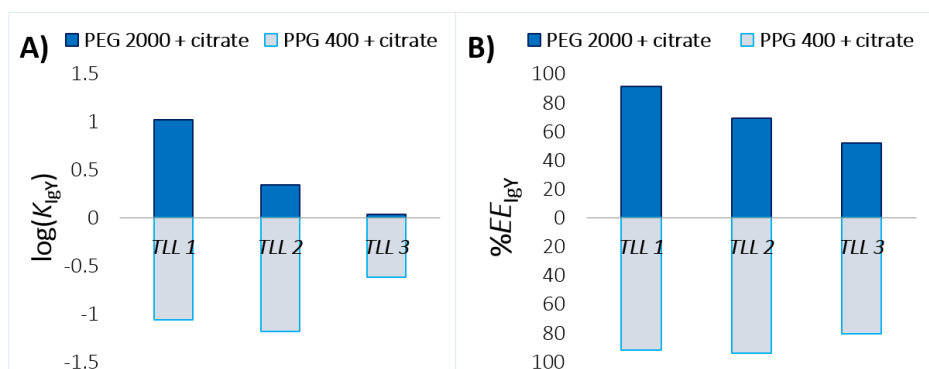 A)
PEG 2000 + citrate PPG 400 + citrate
1.5
1
0.5
0
-0.5
-1
-1.5
log(K_IgY)
TLL 1 TLL 2 TLL 3
B)
PEG 2000 + citrate PPG 400 + citrate
100
80
60
40
20
0
20
40
60
80
100
%EE_IgY
TLL 1 TLL 2 TLL 3